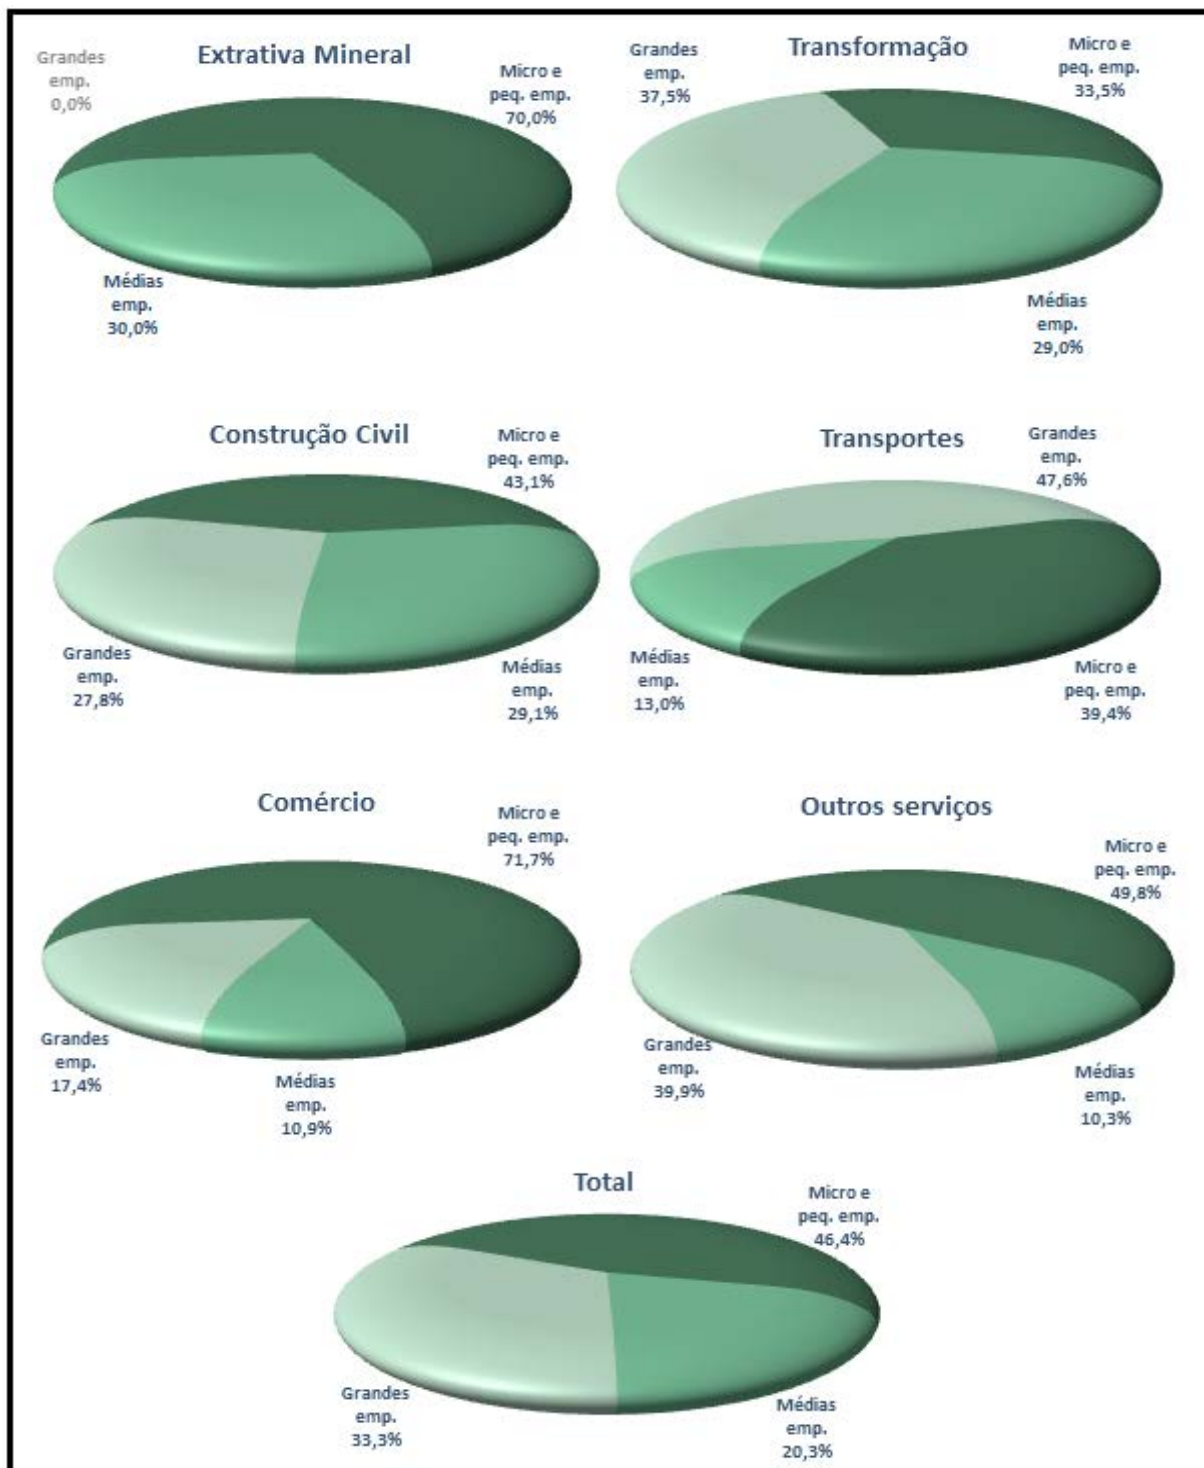 Extrativa Mineral
Grandes
emp.
0,0%
Micro e
peq. emp.
70,0%
Médias
emp.
30,0%
Transformação
Grandes
emp.
37,5%
Micro e
peq. emp.
33,5%
Médias
emp.
29,0%
Construção Civil
Micro e
peq. emp.
43,1%
Grandes
emp.
27,8%
Médias
emp.
29,1%
Transportes
Grandes
emp.
47,6%
Médias
emp.
13,0%
Micro e
peq. emp.
39,4%
Comércio
Micro e
peq. emp.
71,7%
Grandes
emp.
17,4%
Médias
emp.
10,9%
Outros serviços
Micro e
peq. emp.
49,8%
Grandes
emp.
39,9%
Médias
emp.
10,3%
Total
Micro e
peq. emp.
46,4%
Grandes
emp.
33,3%
Médias
emp.
20,3%